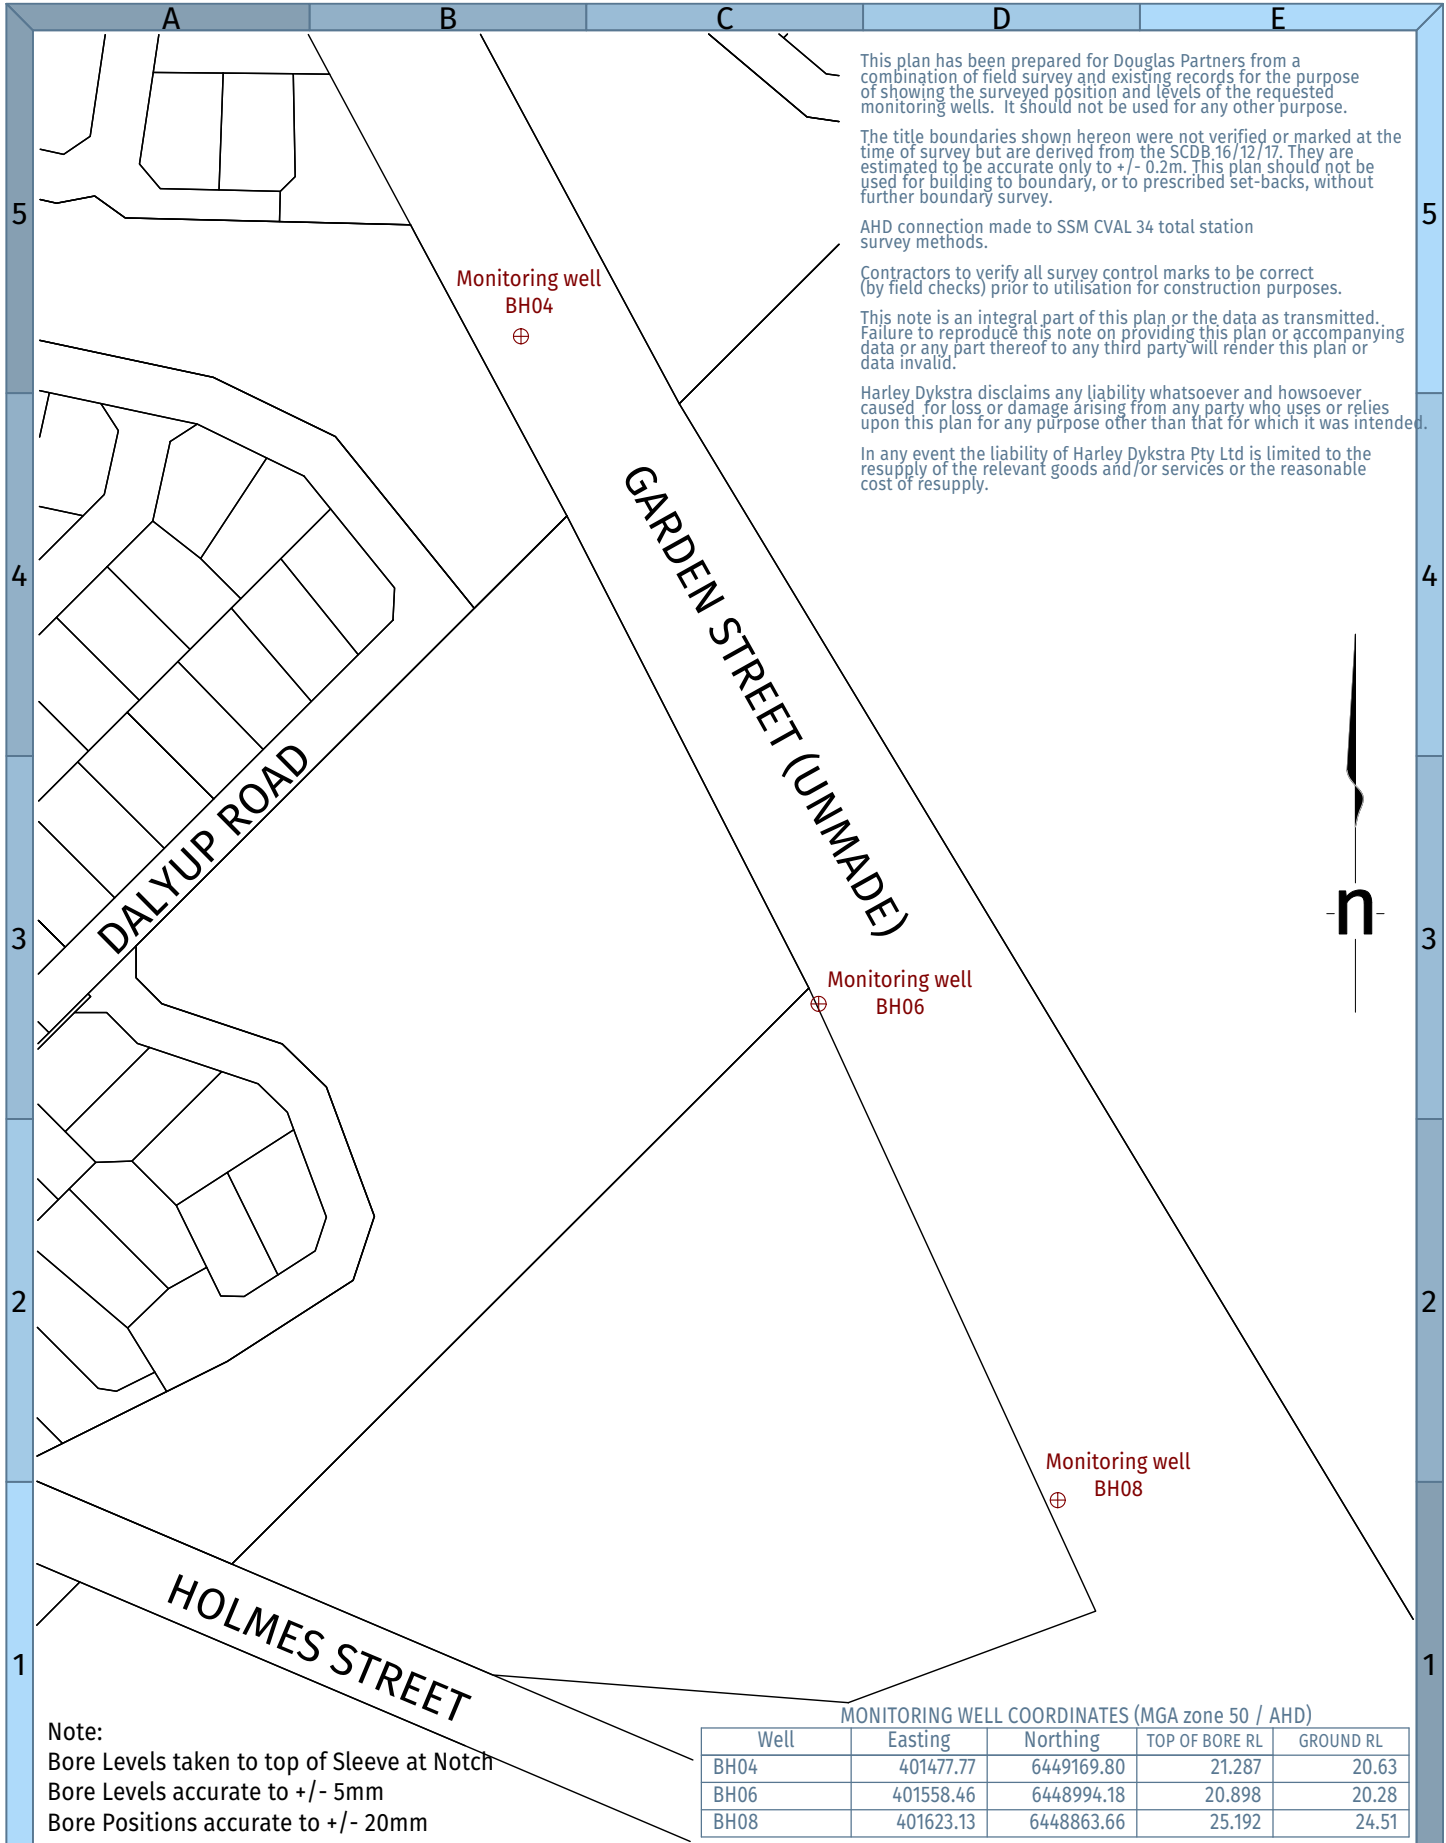 A B C D E
This plan has been prepared for Douglas Partners from a
combination of field survey and existing records for the purpose
of showing the surveyed position and levels of the requested
monitoring wells. It should not be used for any other purpose.
The title boundaries shown hereon were not verified or marked at the
time of survey but are derived from the SCDB 16/12/17. They are
estimated to be accurate only to +/- 0.2m. This plan should not be
used for building to boundary, or to prescribed set-backs, without
further boundary survey.
AHD connection made to SSM CVAL 34 total station
survey methods.
Contractors to verify all survey control marks to be correct
(by field checks) prior to utilisation for construction purposes.
This note is an integral part of this plan or the data as transmitted.
Failure to reproduce this note on providing this plan or accompanying
data or any part thereof to any third party will render this plan or
data invalid.
Harley Dykstra disclaims any liability whatsoever and howsoever
caused for loss or damage arising from any party who uses or relies
upon this plan for any purpose other than that for which it was intended.
In any event the liability of Harley Dykstra Pty Ltd is limited to the
resupply of the relevant goods and/or services or the reasonable
cost of resupply.
5 5
Monitoring well
BH04
4 4
GARDEN STREET (UNMADE)
DALYUP ROAD
n
3 3
Monitoring well
BH06
2 2
Monitoring well
BH08
HOLMES STREET
1 1
Note:
Bore Levels taken to top of Sleeve at Notch
Bore Levels accurate to +/- 5mm
Bore Positions accurate to +/- 20mm
MONITORING WELL COORDINATES (MGA zone 50 / AHD)
Well Easting Northing TOP OF BORE RL GROUND RL
BH04 401477.77 6449169.80 21.287 20.63
BH06 401558.46 6448994.18 20.898 20.28
BH08 401623.13 6448863.66 25.192 24.51